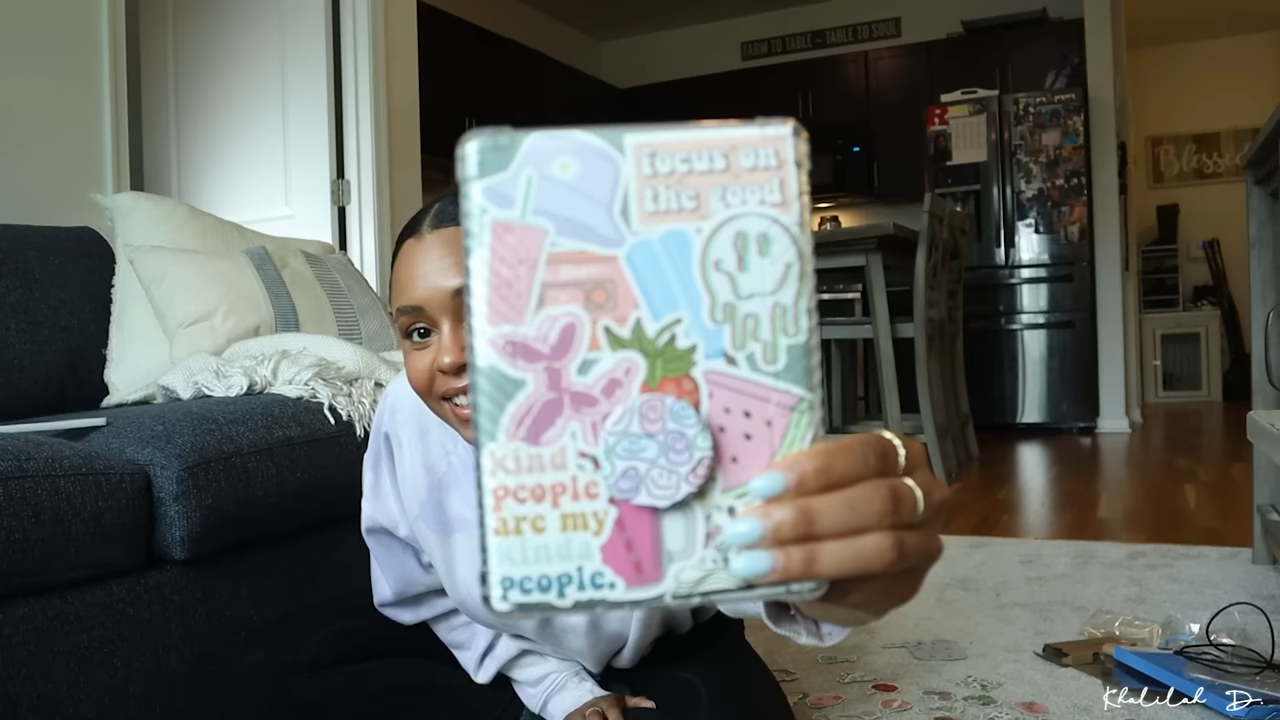 FARM TO TABLE ~ TABLE TO SOUL
R
Blessed
focus on
the good
kind
people
are my
kinda
people.
Khalilah D.